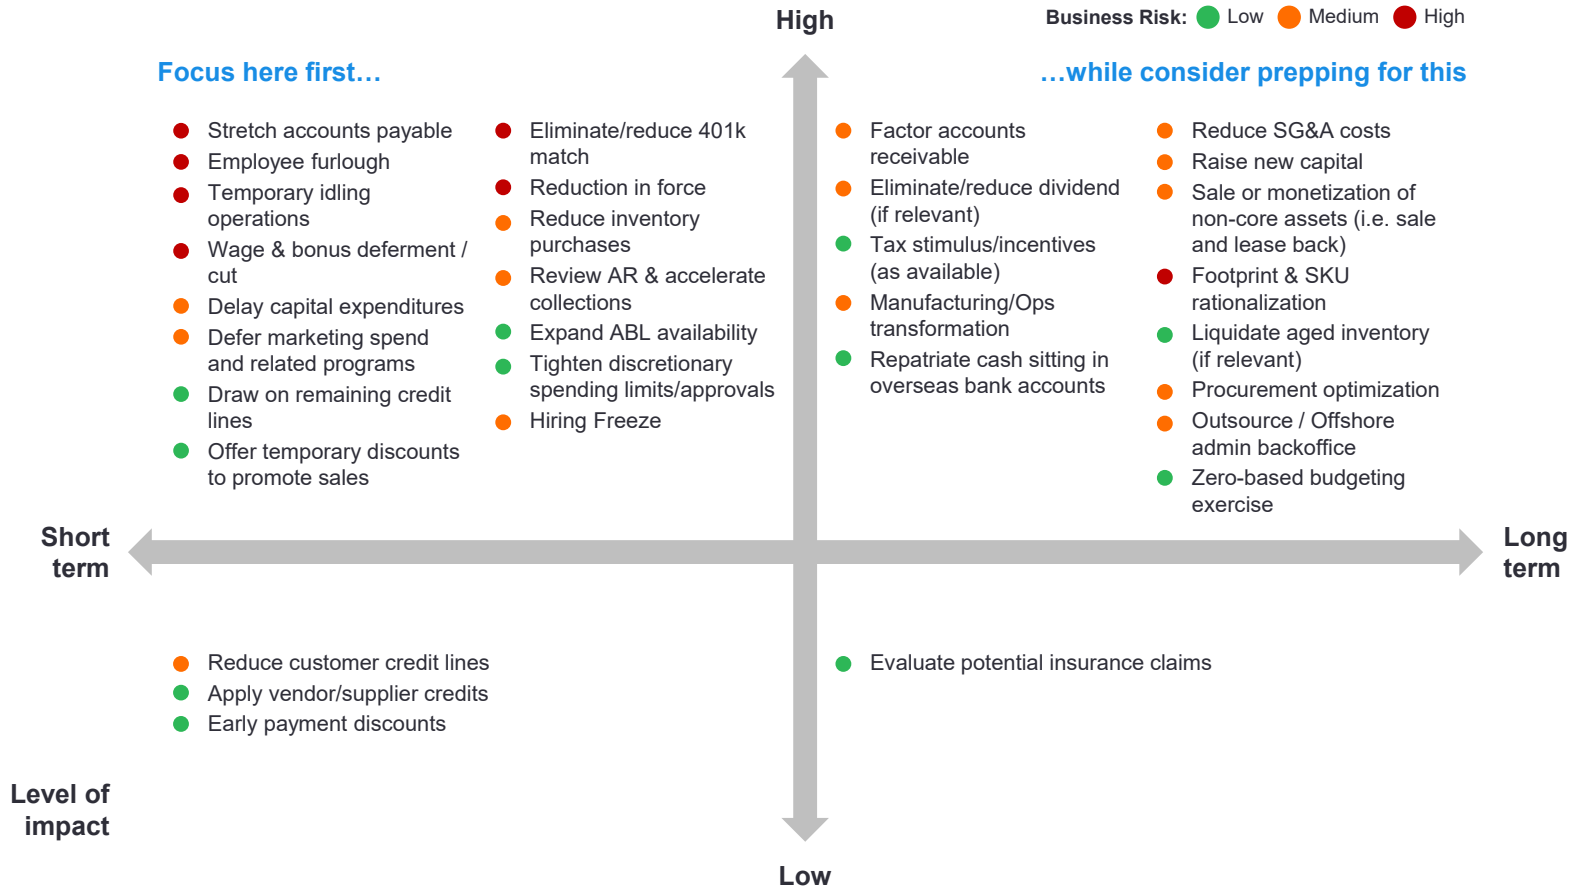 High
Business Risk: Low Medium High
Focus here first…
…while consider prepping for this
Stretch accounts payable
Employee furlough
Temporary idling
operations
Wage & bonus deferment /
cut
Delay capital expenditures
Defer marketing spend
and related programs
Draw on remaining credit
lines
Offer temporary discounts
to promote sales
Eliminate/reduce 401k
match
Reduction in force
Reduce inventory
purchases
Review AR & accelerate
collections
Expand ABL availability
Tighten discretionary
spending limits/approvals
Hiring Freeze
Factor accounts
receivable
Eliminate/reduce dividend
(if relevant)
Tax stimulus/incentives
(as available)
Manufacturing/Ops
transformation
Repatriate cash sitting in
overseas bank accounts
Reduce SG&A costs
Raise new capital
Sale or monetization of
non-core assets (i.e. sale
and lease back)
Footprint & SKU
rationalization
Liquidate aged inventory
(if relevant)
Procurement optimization
Outsource / Offshore
admin backoffice
Zero-based budgeting
exercise
Short
term
Long
term
Reduce customer credit lines
Apply vendor/supplier credits
Early payment discounts
Evaluate potential insurance claims
Level of
impact
Low